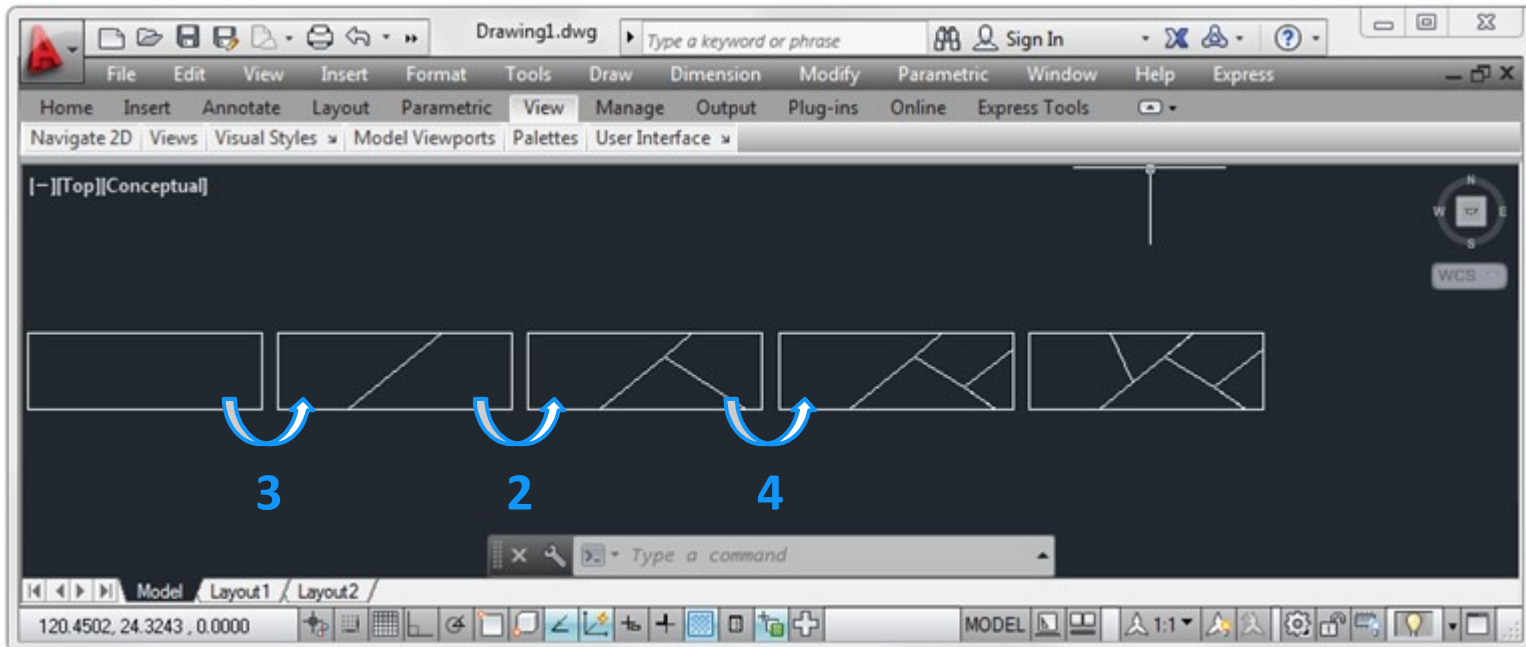 Drawing1.dwg Type a keyword or phrase Sign In
File Edit View Insert Format Tools Draw Dimension Modify Parametric Window Help Express
Home Insert Annotate Layout Parametric View Manage Output Plug-ins Online Express Tools
Navigate 2D Views Visual Styles Model Viewports Palettes User Interface
[−][Top][Conceptual]
N
W TOP E
S
WCS
3 2 4
Type a command
Model Layout1 Layout2
120.4502, 24.3243 , 0.0000 MODEL 1:1